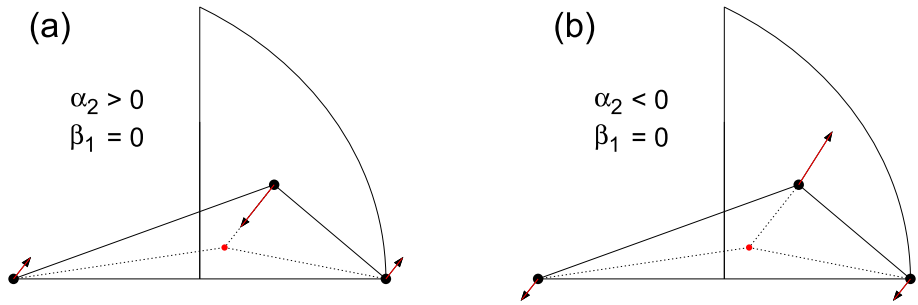 (a)
α₂ > 0
β₁ = 0
(b)
α₂ < 0
β₁ = 0